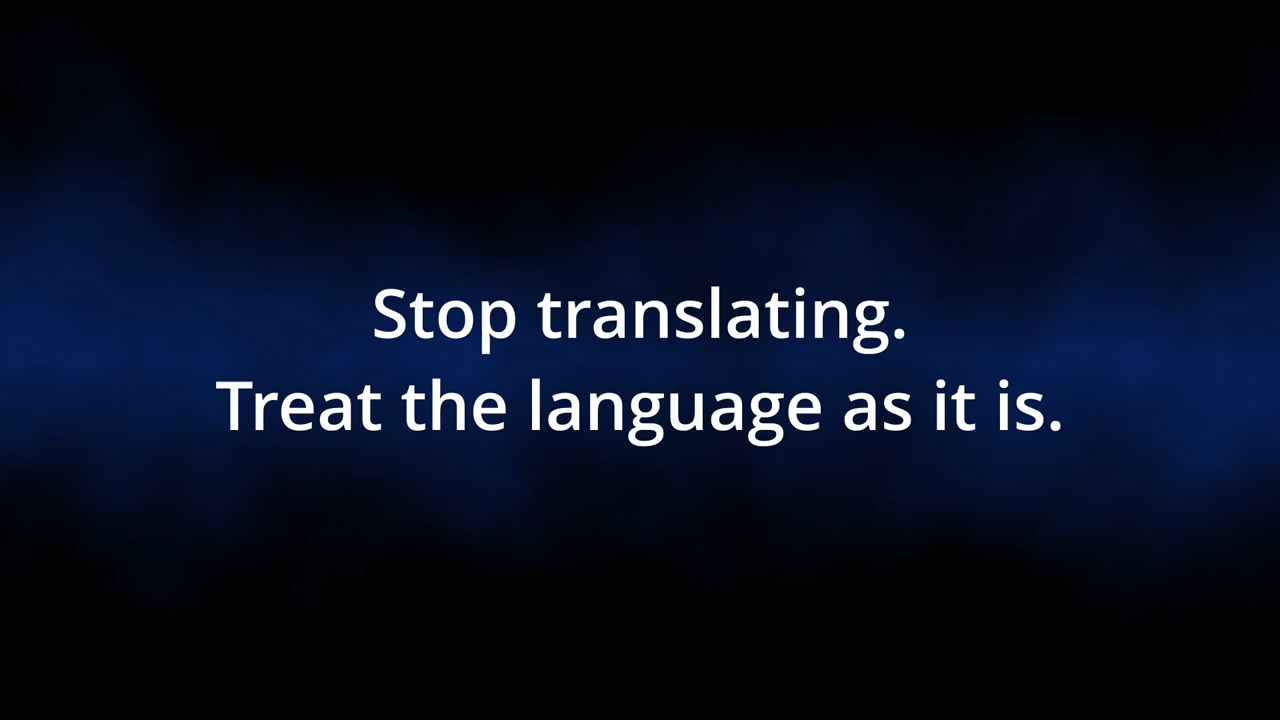 Stop translating.
Treat the language as it is.